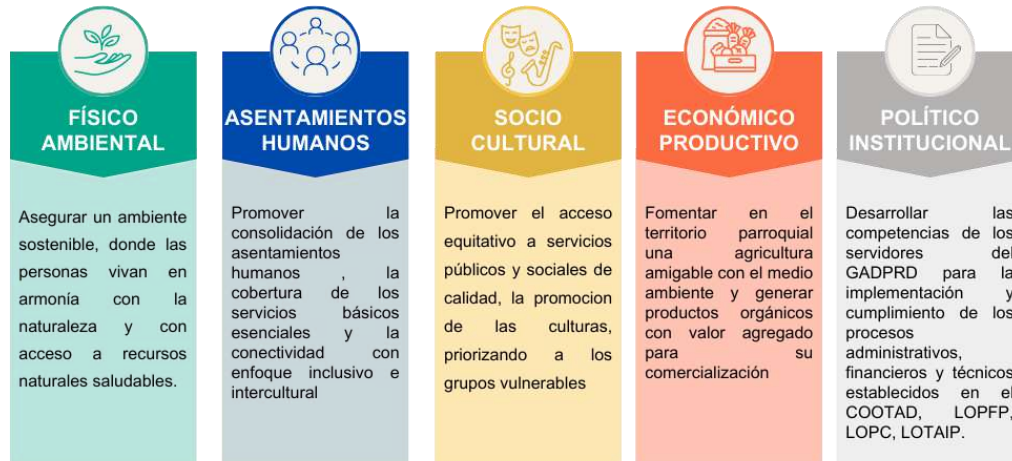 FÍSICO
AMBIENTAL
Asegurar un ambiente
sostenible, donde las
personas vivan en
armonía con la
naturaleza y con
acceso a recursos
naturales saludables.
ASENTAMIENTOS
HUMANOS
Promover la
consolidación de los
asentamientos
humanos , la
cobertura de los
servicios básicos
esenciales y la
conectividad con
enfoque inclusivo e
intercultural
SOCIO
CULTURAL
Promover el acceso
equitativo a servicios
públicos y sociales de
calidad, la promocion
de las culturas,
priorizando a los
grupos vulnerables
ECONÓMICO
PRODUCTIVO
Fomentar en el
territorio parroquial
una agricultura
amigable con el medio
ambiente y generar
productos orgánicos
con valor agregado
para su
comercialización
POLÍTICO
INSTITUCIONAL
Desarrollar las
competencias de los
servidores del
GADPRD para la
implementación y
cumplimiento de los
procesos
administrativos,
financieros y técnicos
establecidos en el
COOTAD, LOPFP,
LOPC, LOTAIP.